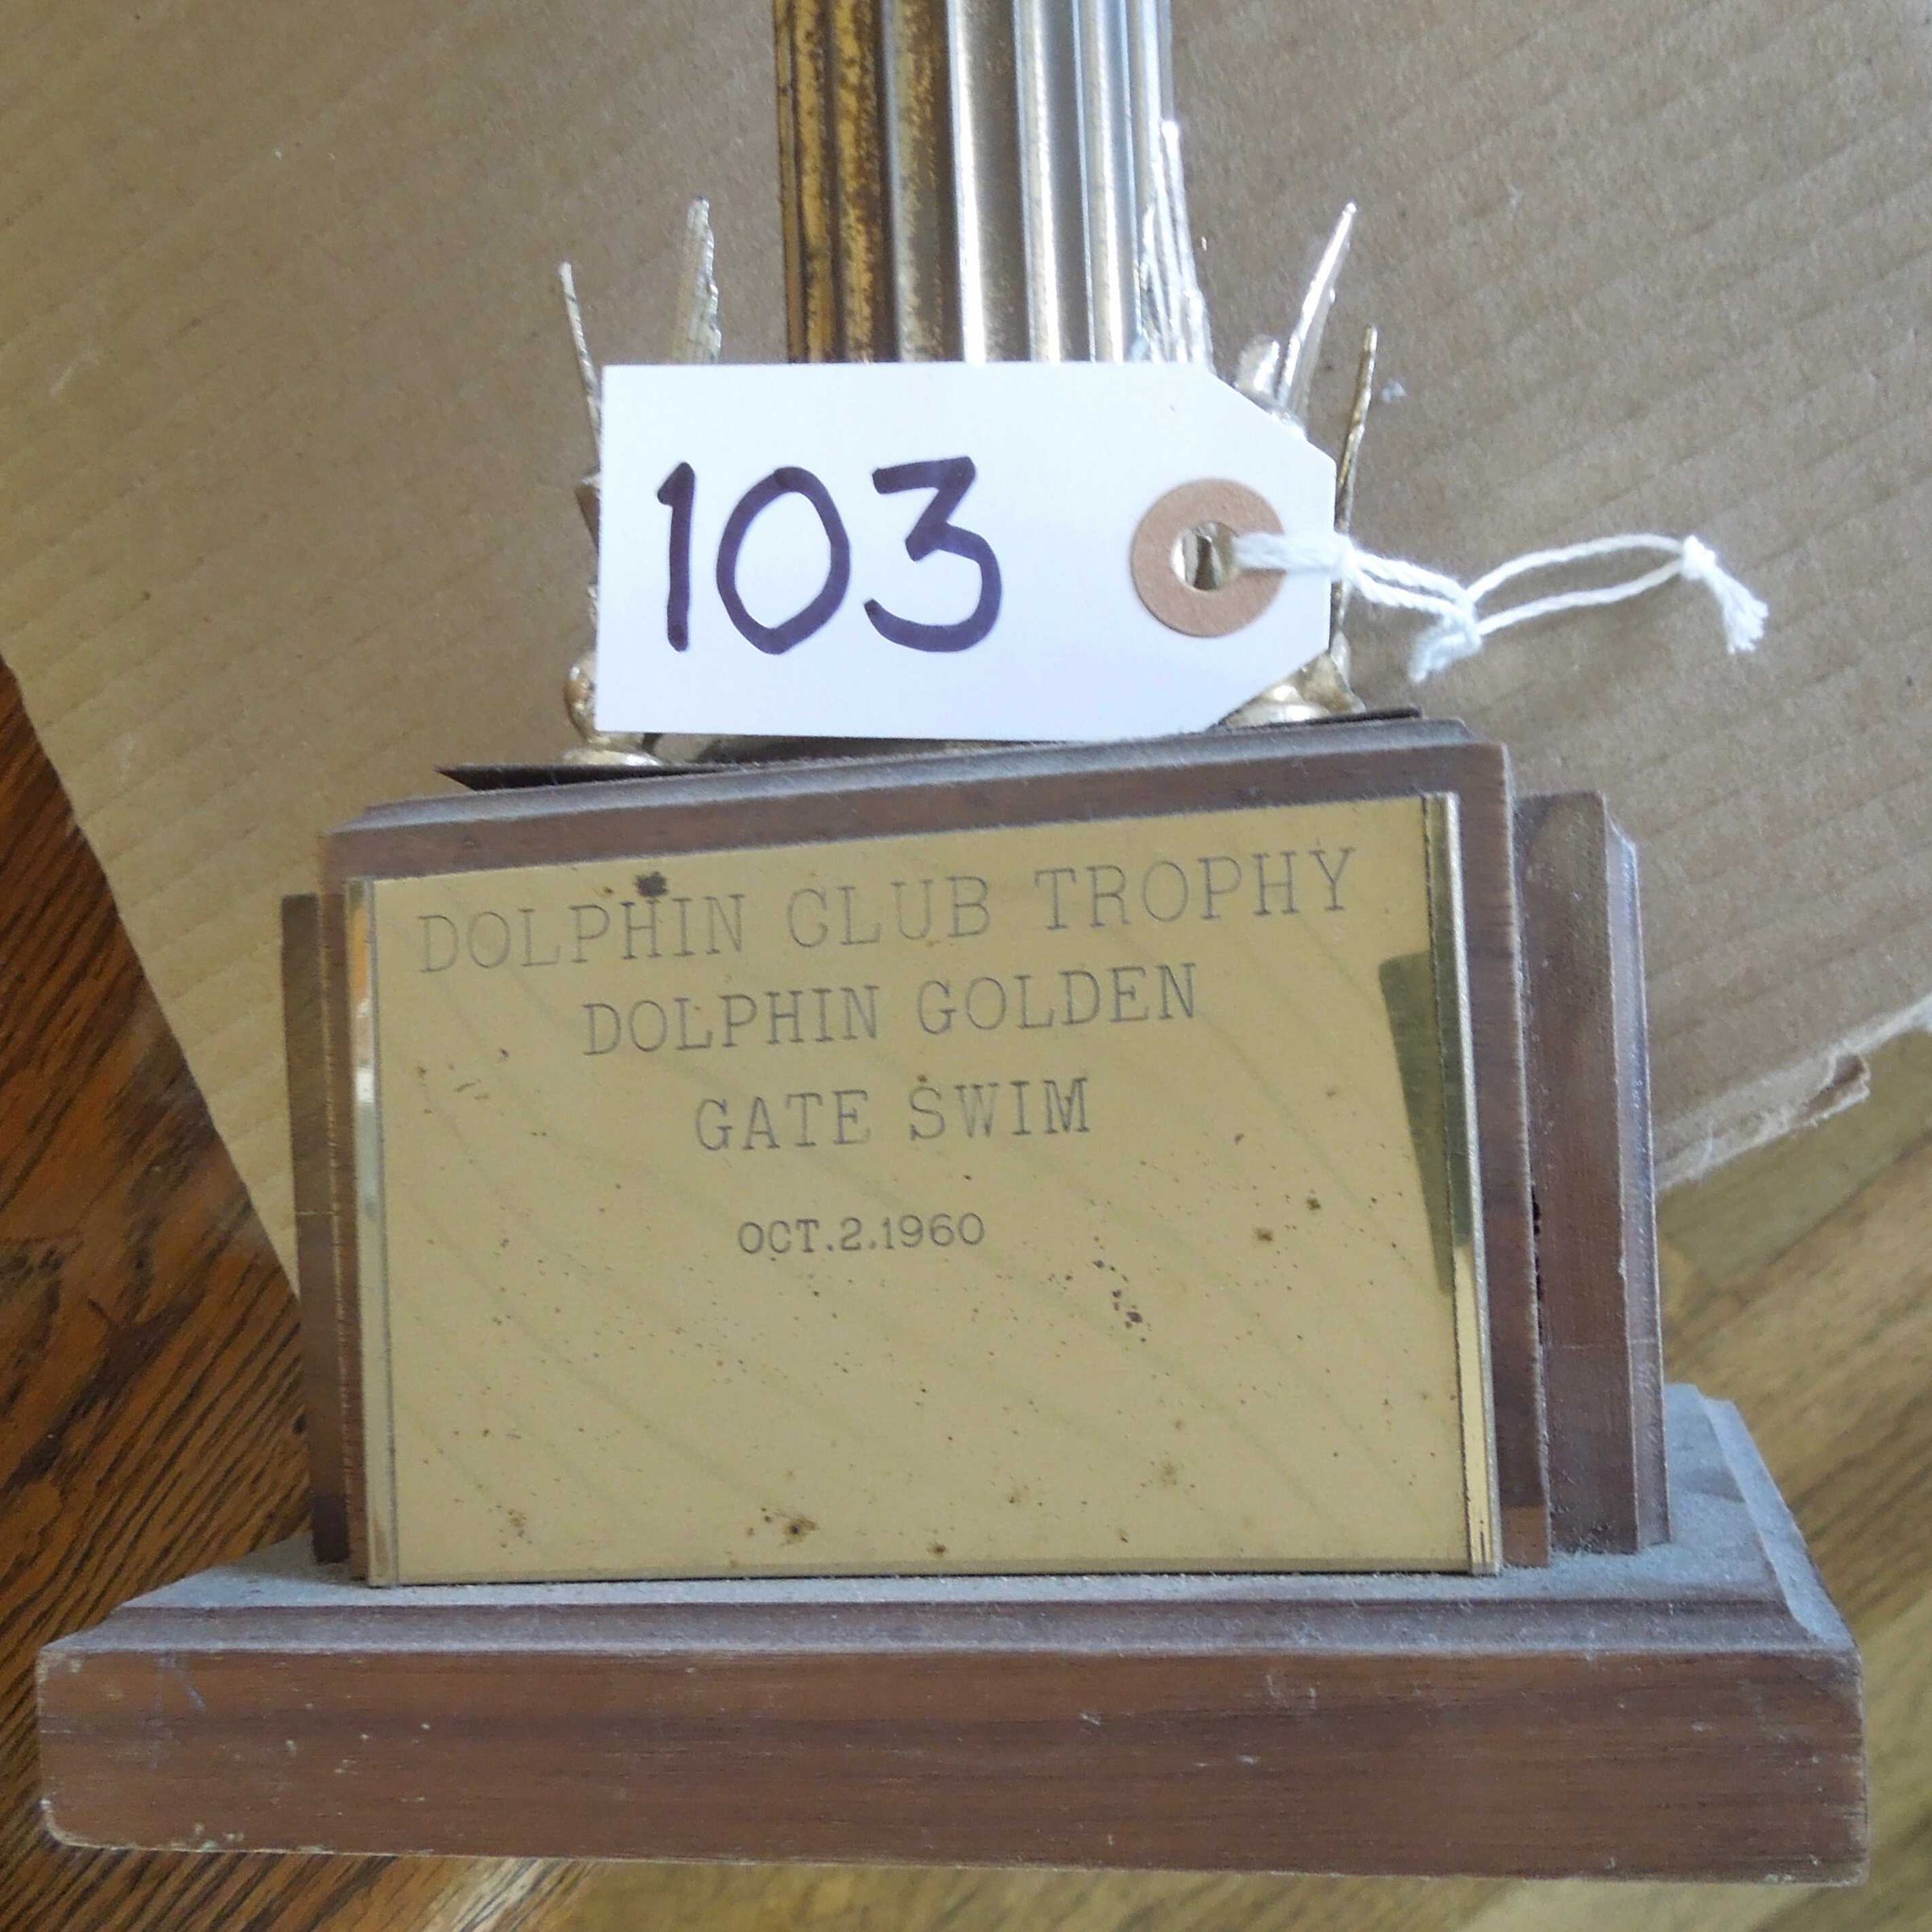 103
DOLPHIN CLUB TROPHY
DOLPHIN GOLDEN
GATE SWIM
OCT.2.1960